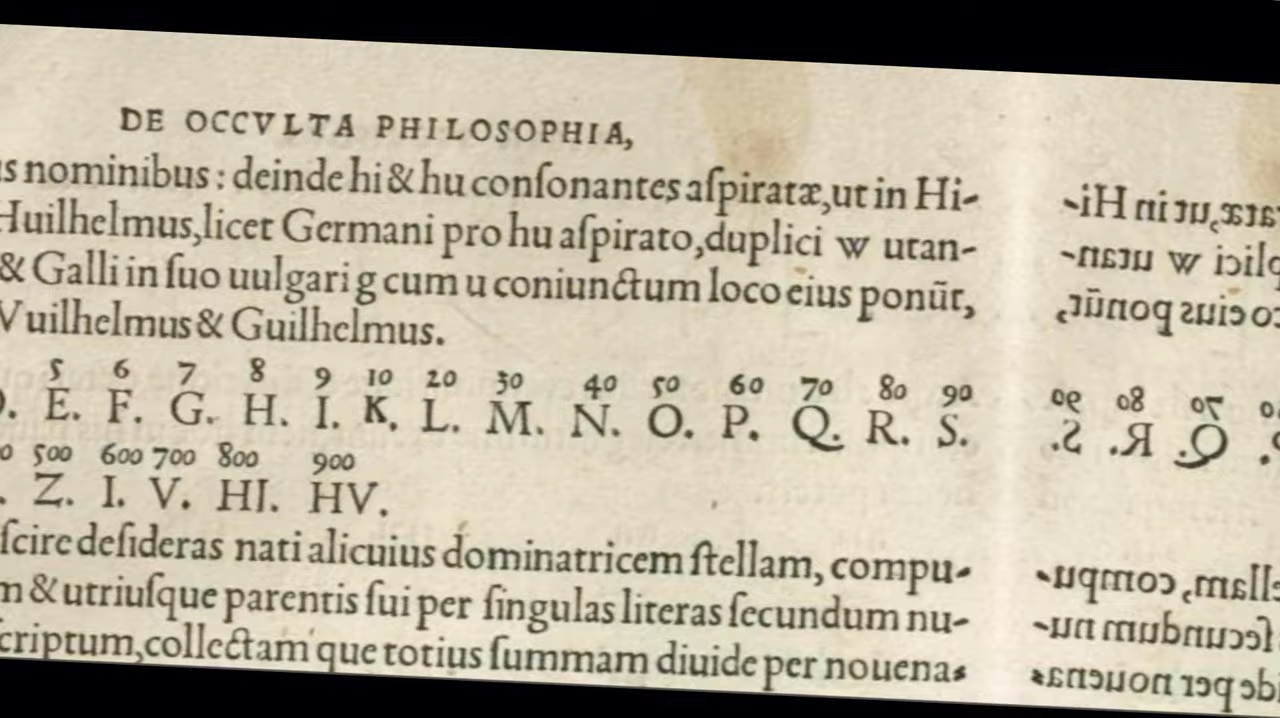 DE OCCVLTA PHILOSOPHIA,
nominibus : deinde hi & hu conſonantes aſpiratæ, ut in Hi-
Huilhelmus, licet Germani pro hu aſpirato, duplici w utan-
& Galli in ſuo uulgari g cum u coniunctum loco eius ponūt,
Vuilhelmus & Guilhelmus.
5 6 7 8 9 10 20 30 40 50 60 70 80 90
E. F. G. H. I. K. L. M. N. O. P. Q. R. S.
500 600 700 800 900
Z. I. V. HI. HV.
ſcire deſideras nati alicuius dominatricem ſtellam, compu-
& utriuſque parentis ſui per ſingulas literas ſecundum nu-
collectam que totius ſummam diuide per nouena